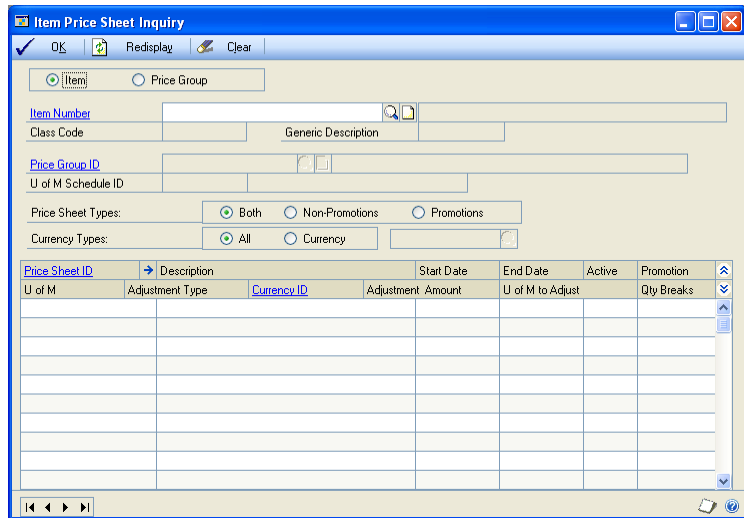 Item Price Sheet Inquiry
OK Redisplay Clear
Item Price Group
Item Number
Class Code Generic Description
Price Group ID
U of M Schedule ID
Price Sheet Types: Both Non-Promotions Promotions
Currency Types: All Currency
Price Sheet ID Description Start Date End Date Active Promotion
U of M Adjustment Type Currency ID Adjustment Amount U of M to Adjust Qty Breaks